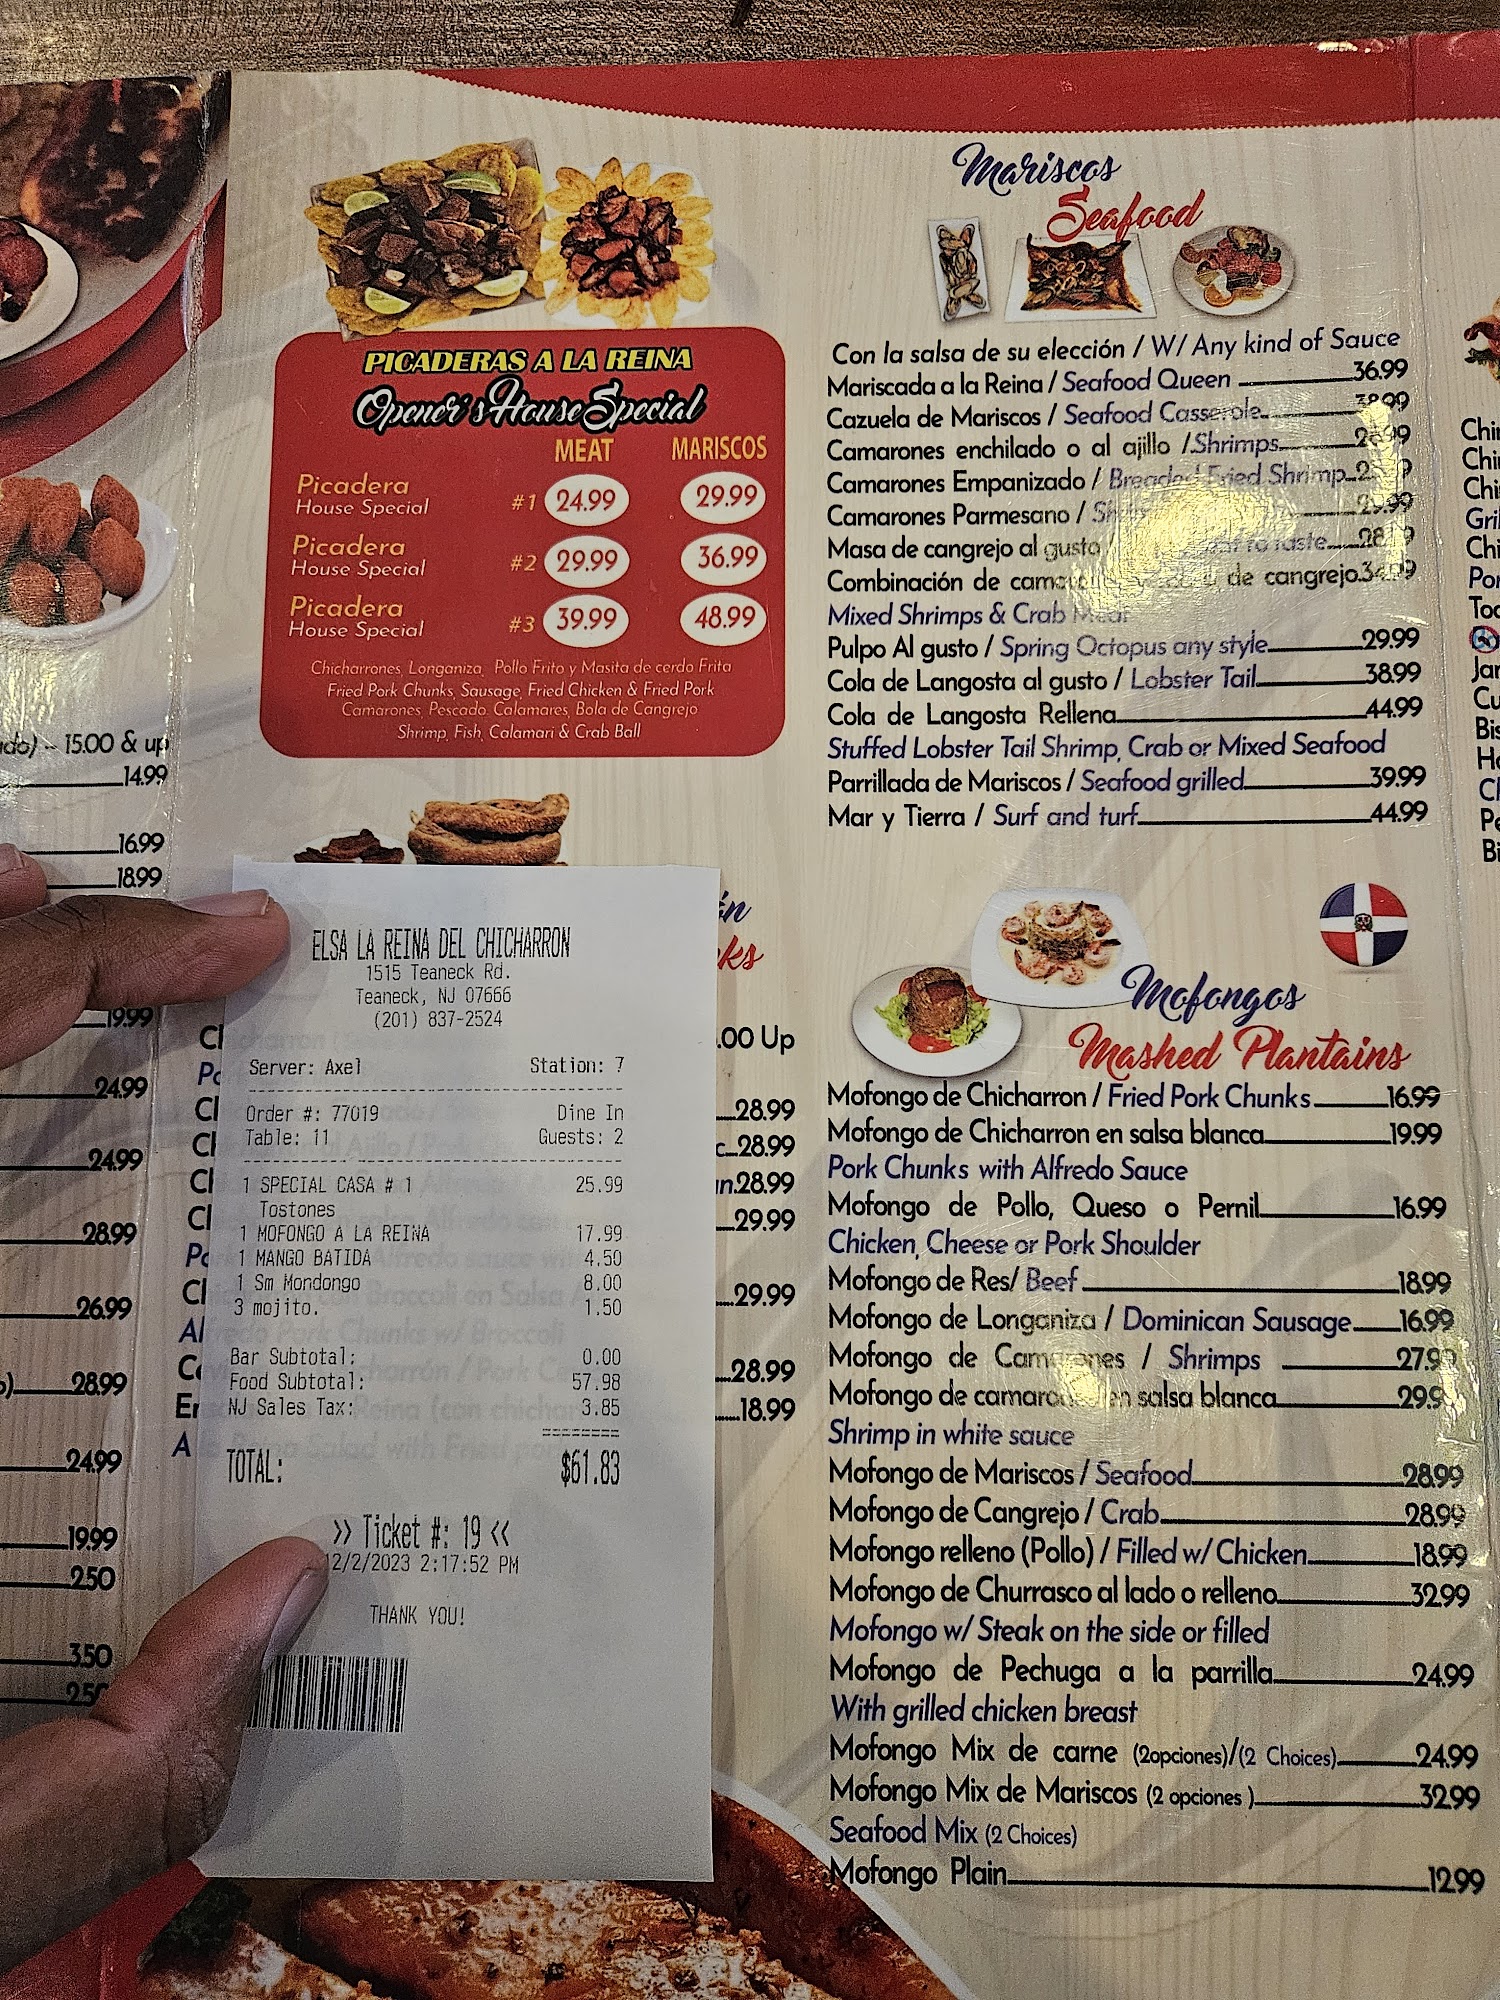 PICADERAS A LA REINA
Opener's House Special
MEAT MARISCOS
Picadera
House Special #1 24.99 29.99
Picadera
House Special #2 29.99 36.99
Picadera
House Special #3 39.99 48.99
Chicharrones, Longaniza, Pollo Frito y Masita de cerdo Frita
Fried Pork Chunks, Sausage, Fried Chicken & Fried Pork
Camarones, Pescado, Calamares, Bola de Cangrejo
Shrimp, Fish, Calamari & Crab Ball
15.00 & up
14.99
16.99
18.99
19.99
24.99
24.99
28.99
26.99
28.99
24.99
19.99
2.50
3.50
ELSA LA REINA DEL CHICHARRON
1515 Teaneck Rd.
Teaneck, NJ 07666
(201) 837-2524
Server: Axel Station: 7
Order #: 77019 Dine In
Table: 11 Guests: 2
1 SPECIAL CASA # 1 25.99
Tostones
1 MOFONGO A LA REINA 17.99
1 MANGO BATIDA 4.50
1 Sm Mondongo 8.00
3 mojito. 1.50
Bar Subtotal: 0.00
Food Subtotal: 57.98
NJ Sales Tax: 3.85
========
TOTAL: $61.83
>> Ticket #: 19 <<
12/2/2023 2:17:52 PM
THANK YOU!
.00 Up
28.99
28.99
28.99
29.99
29.99
28.99
18.99
Mariscos
Seafood
Con la salsa de su elección / W/ Any kind of Sauce
Mariscada a la Reina / Seafood Queen 36.99
Cazuela de Mariscos / Seafood Casserole 38.99
Camarones enchilado o al ajillo / Shrimps
Camarones Empanizado / Breaded Fried Shrimp
Camarones Parmesano /
Masa de cangrejo al gusto to taste
Combinación de de cangrejo
Mixed Shrimps & Crab Meat
Pulpo Al gusto / Spring Octopus any style 29.99
Cola de Langosta al gusto / Lobster Tail 38.99
Cola de Langosta Rellena 44.99
Stuffed Lobster Tail Shrimp, Crab or Mixed Seafood
Parrillada de Mariscos / Seafood grilled 39.99
Mar y Tierra / Surf and turf 44.99
Mofongos
Mashed Plantains
Mofongo de Chicharron / Fried Pork Chunks 16.99
Mofongo de Chicharron en salsa blanca 19.99
Pork Chunks with Alfredo Sauce
Mofongo de Pollo, Queso o Pernil 16.99
Chicken, Cheese or Pork Shoulder
Mofongo de Res/ Beef 18.99
Mofongo de Longaniza / Dominican Sausage 16.99
Mofongo de Camarones / Shrimps 27.99
Mofongo de camarones en salsa blanca 29.99
Shrimp in white sauce
Mofongo de Mariscos / Seafood 28.99
Mofongo de Cangrejo / Crab 28.99
Mofongo relleno (Pollo) / Filled w/ Chicken 18.99
Mofongo de Churrasco al lado o relleno 32.99
Mofongo w/ Steak on the side or filled
Mofongo de Pechuga a la parrilla 24.99
With grilled chicken breast
Mofongo Mix de carne (2opciones)/(2 Choices) 24.99
Mofongo Mix de Mariscos (2 opciones ) 32.99
Seafood Mix (2 Choices)
Mofongo Plain 12.99